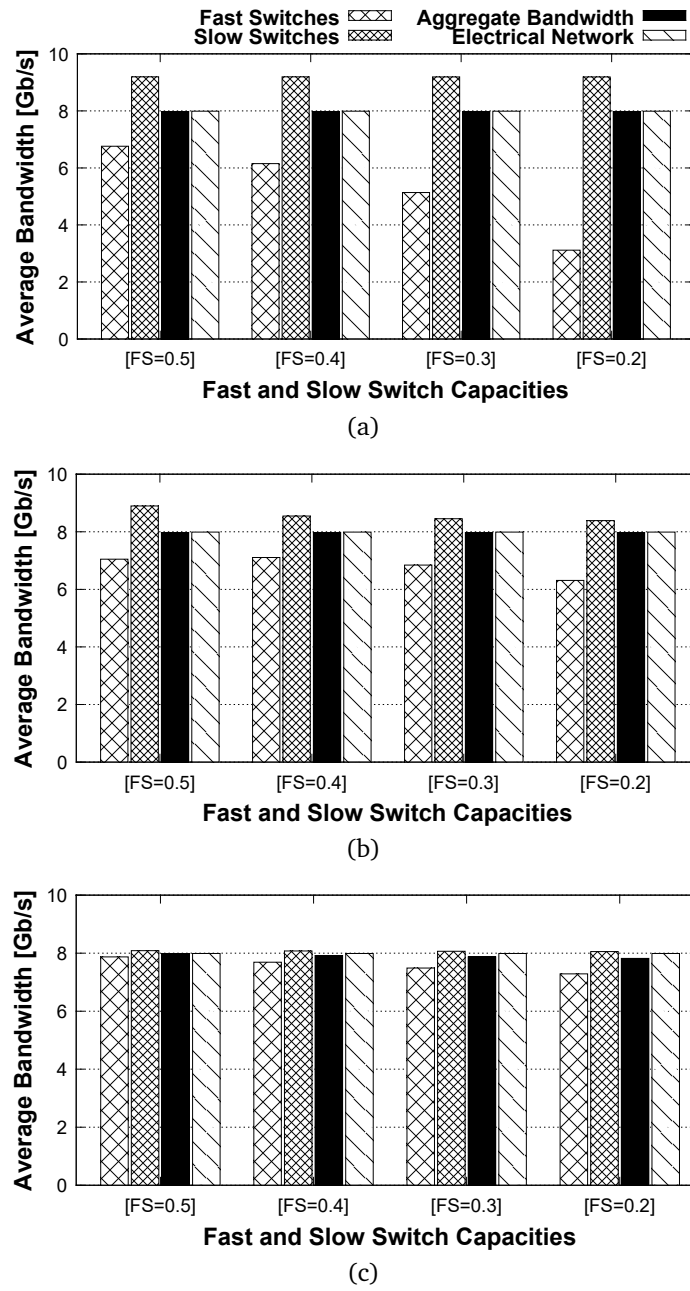 Fast Switches
Aggregate Bandwidth
Slow Switches
Electrical Network
10
8
6
4
2
0
Average Bandwidth [Gb/s]
[FS=0.5] [FS=0.4] [FS=0.3] [FS=0.2]
Fast and Slow Switch Capacities
(a)
10
8
6
4
2
0
Average Bandwidth [Gb/s]
[FS=0.5] [FS=0.4] [FS=0.3] [FS=0.2]
Fast and Slow Switch Capacities
(b)
10
8
6
4
2
0
Average Bandwidth [Gb/s]
[FS=0.5] [FS=0.4] [FS=0.3] [FS=0.2]
Fast and Slow Switch Capacities
(c)